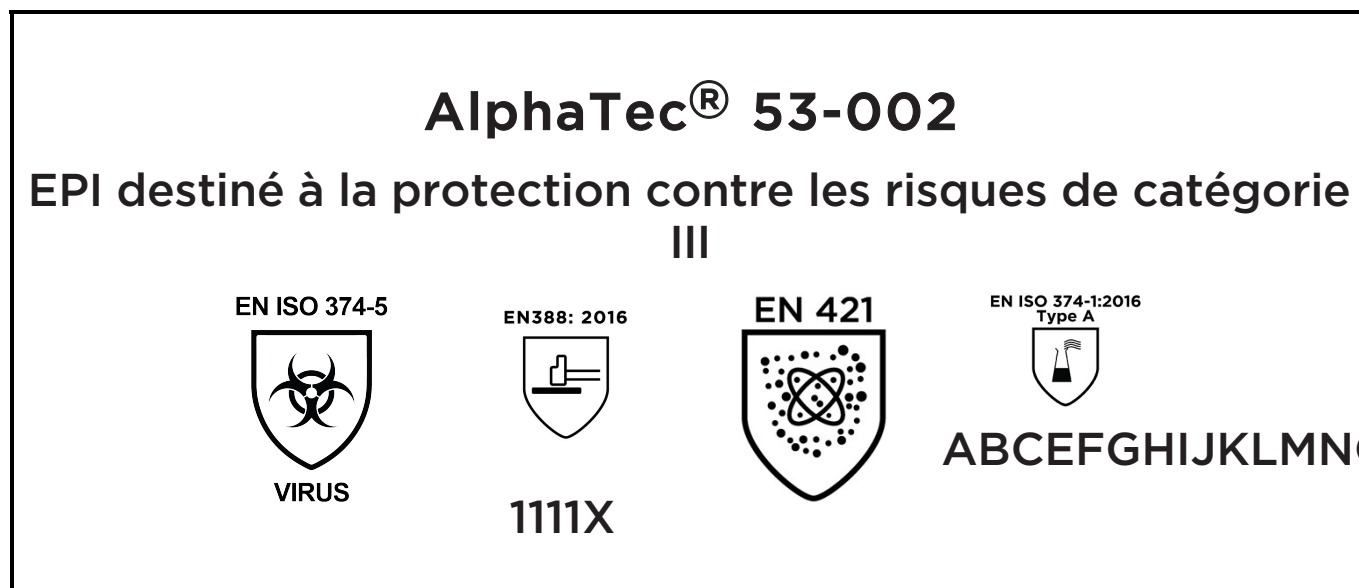 AlphaTec® 53-002
EPI destiné à la protection contre les risques de catégorie
III
EN ISO 374-5
VIRUS
EN388: 2016
1111X
EN 421
EN ISO 374-1:2016
Type A
ABCEFGHIJKLMN